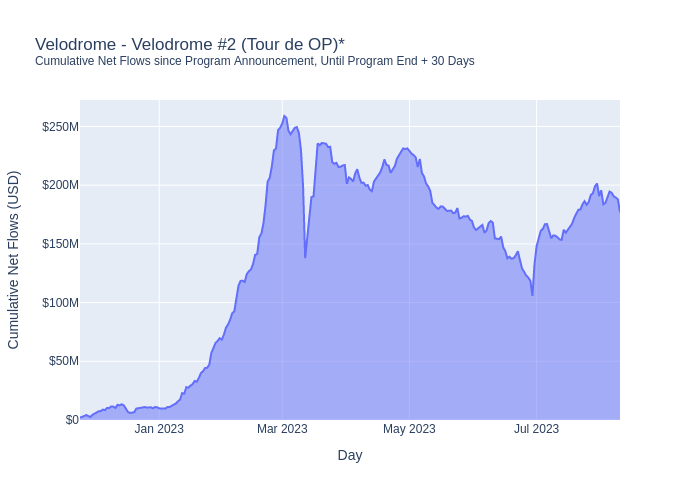 Velodrome - Velodrome #2 (Tour de OP)*
Cumulative Net Flows since Program Announcement, Until Program End + 30 Days
Cumulative Net Flows (USD)
$250M
$200M
$150M
$100M
$50M
$0
Jan 2023
Mar 2023
May 2023
Jul 2023
Day